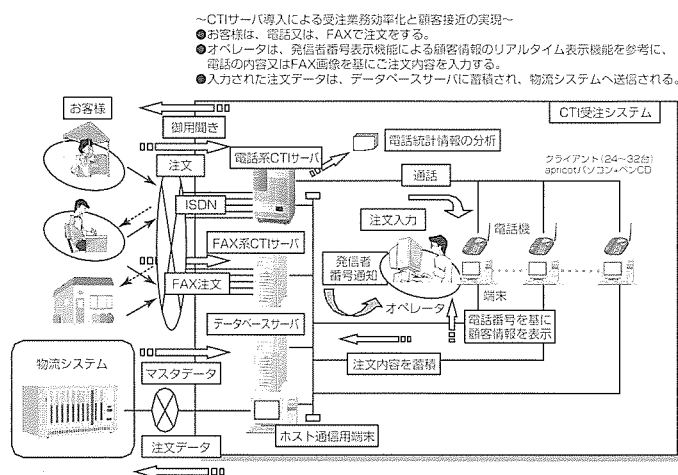 ～CTIサーバ導入による受注業務効率化と顧客接近の実現～
●お客様は、電話又は、FAXで注文をする。
●オペレータは、発信者番号表示機能による顧客情報のリアルタイム表示機能を参考に、
電話の内容又はFAX画像を基にご注文内容を入力する。
●入力された注文データは、データベースサーバに蓄積され、物流システムへ送信される。
CTI受注システム
お客様
御用聞き
注文
電話系CTIサーバ
電話統計情報の分析
クライアント（24～32台）
apricotパソコン+ペンCD
通話
ISDN
注文入力
電話機
FAX系CTIサーバ
発信者
番号通知
FAX注文
オペレータ
端末
データベースサーバ
電話番号を基に
顧客情報を表示
物流システム
マスタデータ
注文内容を蓄積
注文データ
ホスト通信用端末